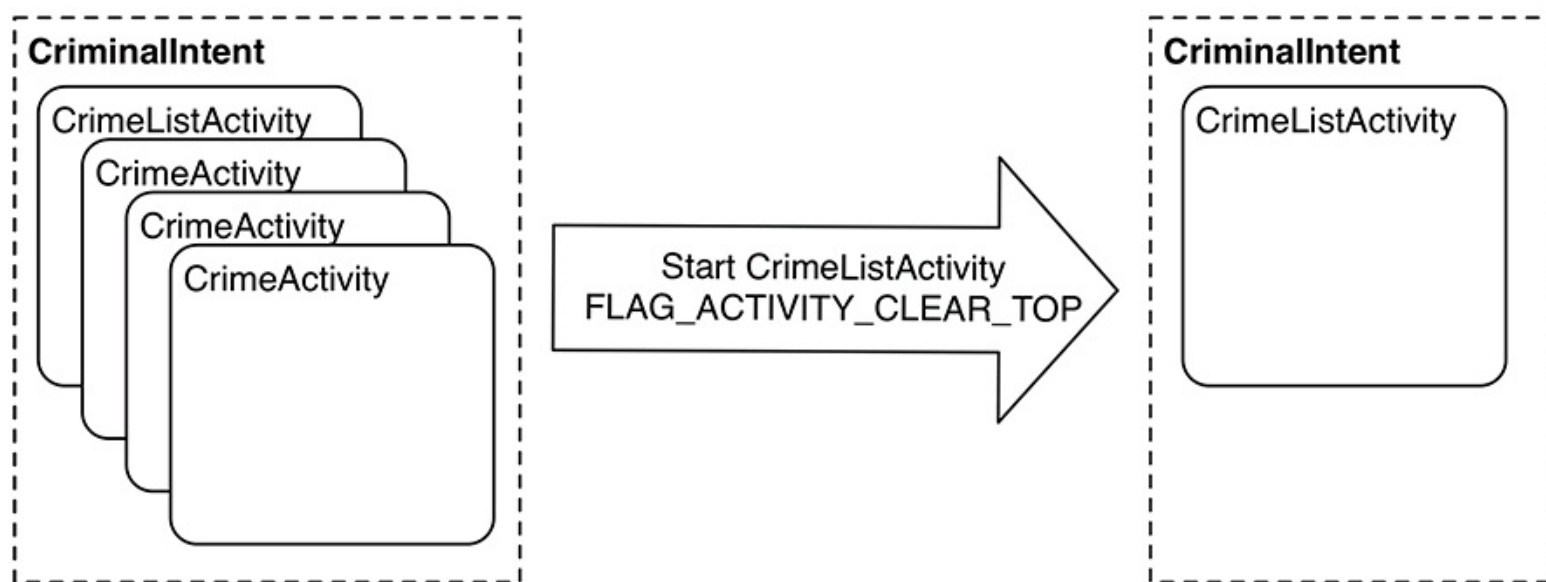 CriminalIntent
CrimeListActivity
CrimeActivity
CrimeActivity
CrimeActivity
Start CrimeListActivity
FLAG_ACTIVITY_CLEAR_TOP
CriminalIntent
CrimeListActivity